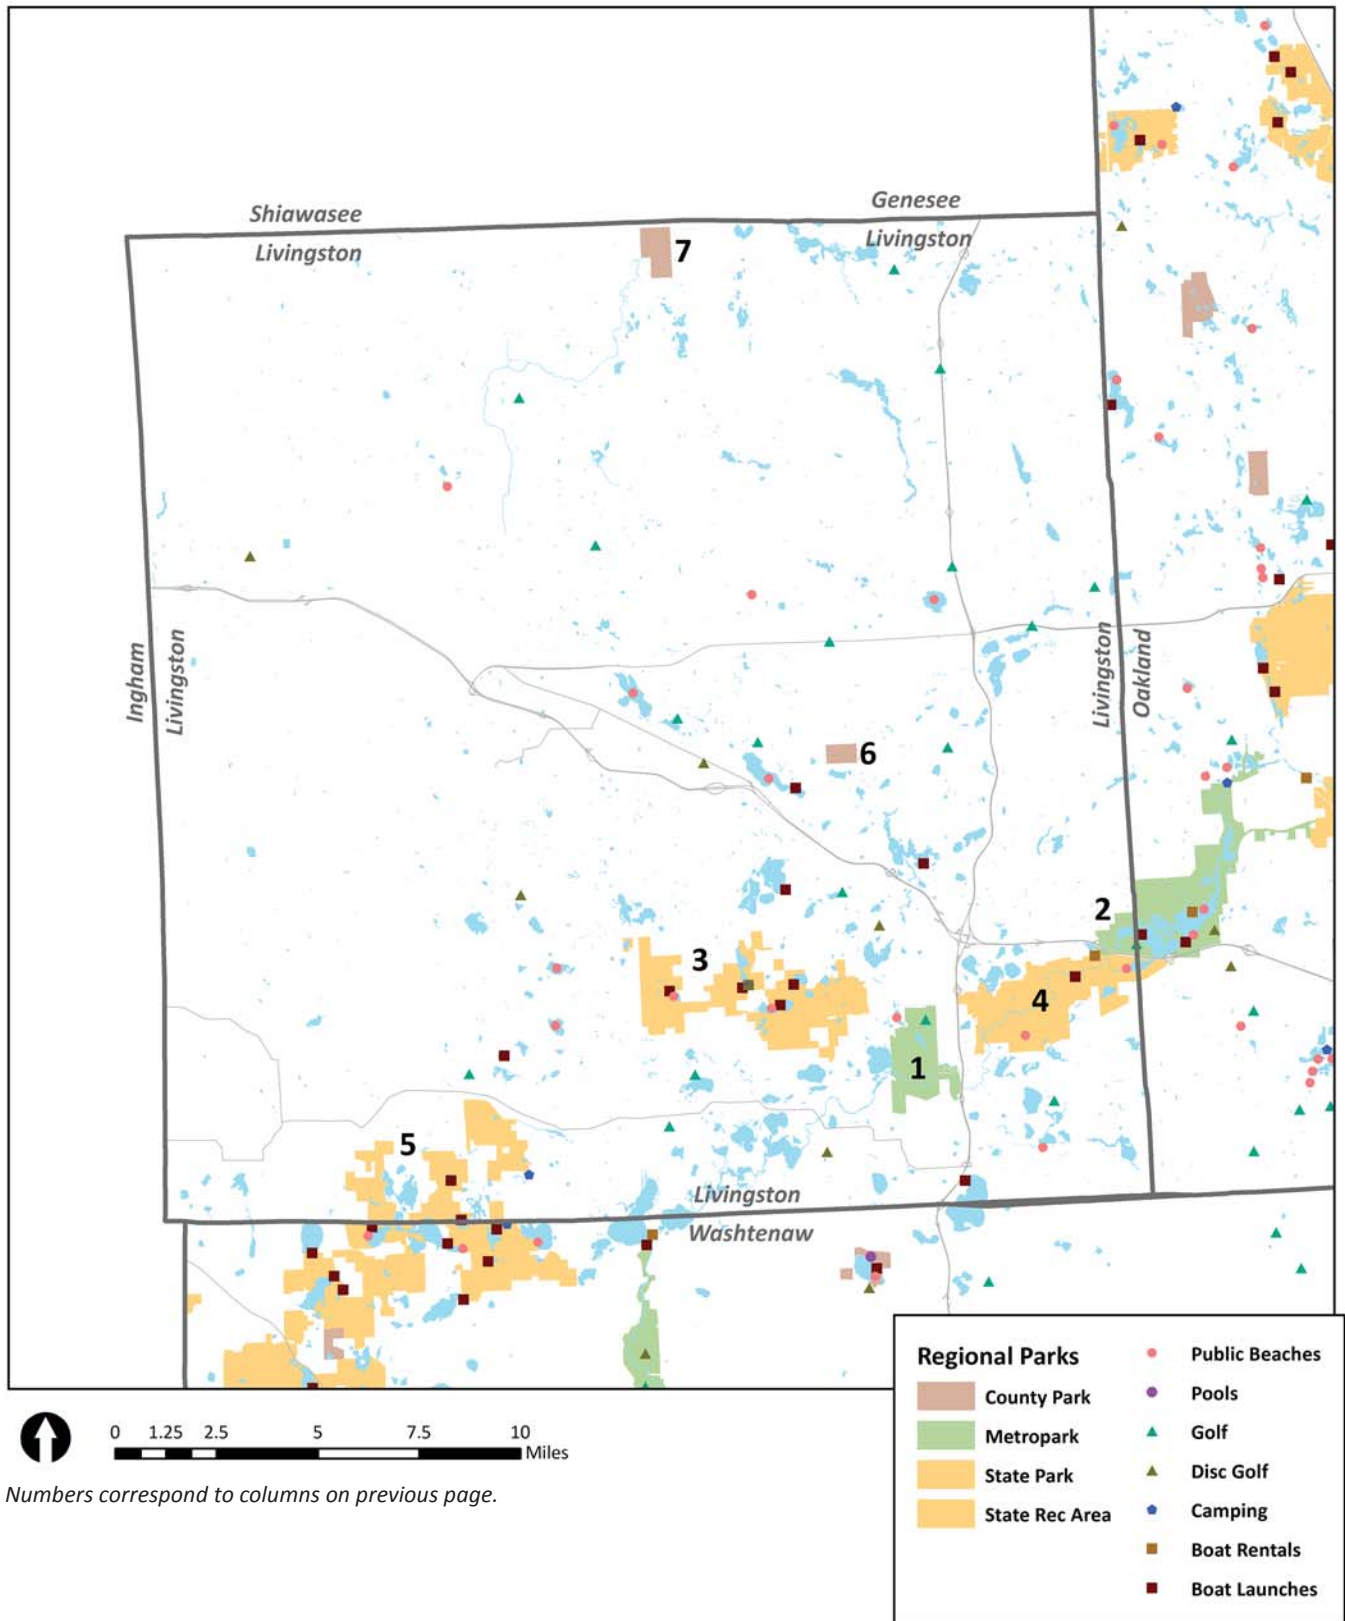 Shiawasee
Genesee
Livingston
Livingston
7
Ingham
Livingston
Livingston
Oakland
6
2
3
4
1
5
Livingston
Washtenaw
Regional Parks
County Park
Metropark
State Park
State Rec Area
Public Beaches
Pools
Golf
Disc Golf
Camping
Boat Rentals
Boat Launches
0 1.25 2.5 5 7.5 10
Miles
Numbers correspond to columns on previous page.